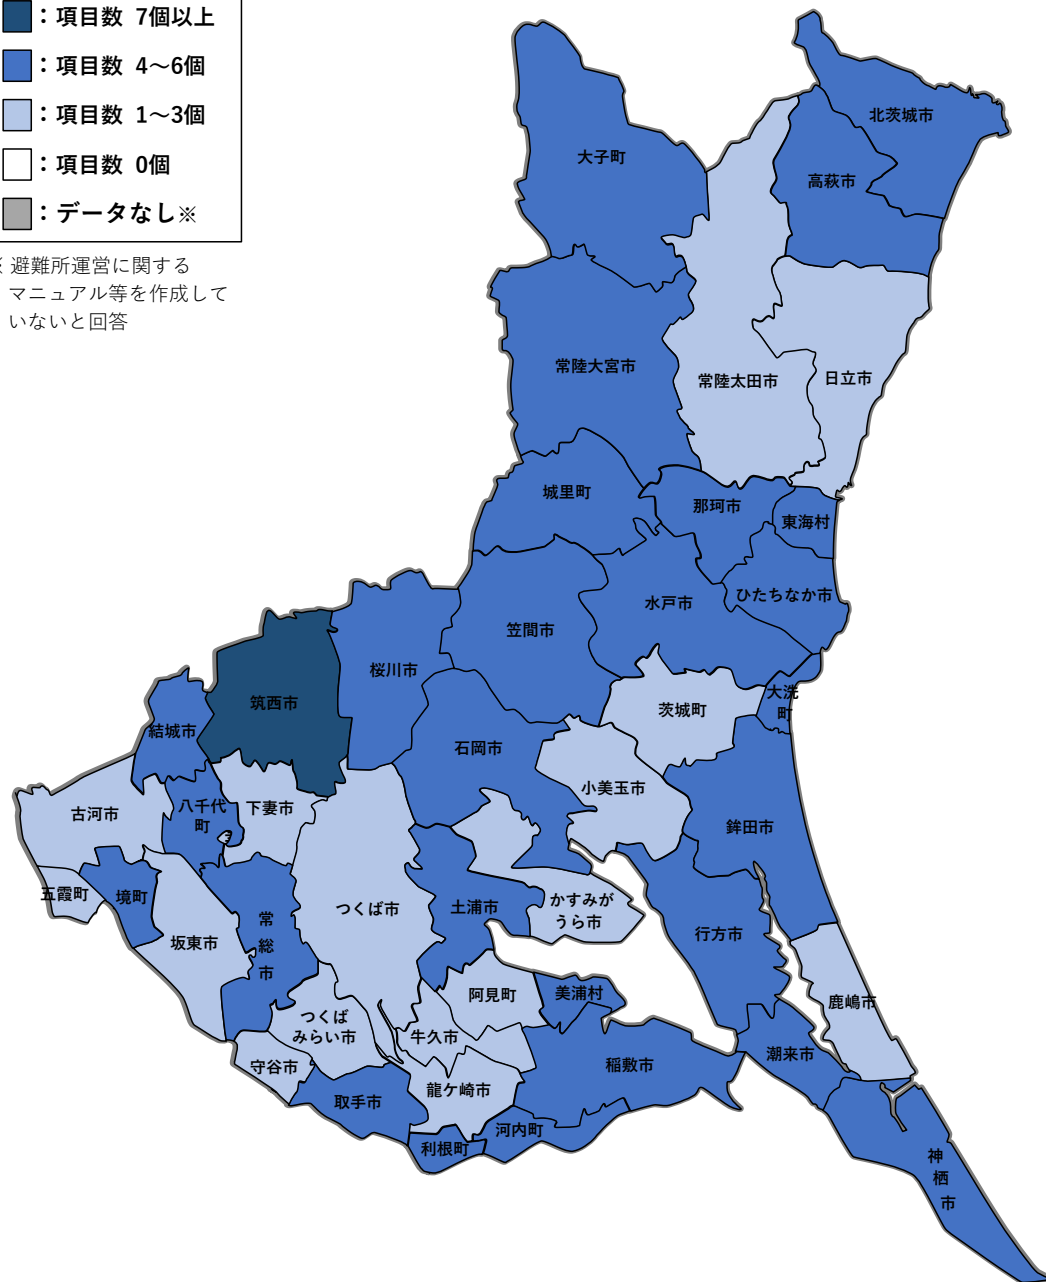 ：項目数 7個以上
：項目数 4～6個
：項目数 1～3個
：項目数 0個
：データなし※
※ 避難所運営に関する
マニュアル等を作成して
いないと回答
北茨城市
大子町
高萩市
常陸大宮市
常陸太田市
日立市
城里町
那珂市
東海村
ひたちなか市
水戸市
笠間市
桜川市
筑西市
大洗
町
茨城町
結城市
石岡市
小美玉市
古河市
八千代
町
下妻市
鉾田市
五霞町
境町
つくば市
土浦市
かすみが
うら市
常
総
市
坂東市
行方市
阿見町
美浦村
鹿嶋市
つくば
みらい市
牛久市
潮来市
守谷市
稲敷市
龍ケ崎市
取手市
河内町
利根町
神
栖
市